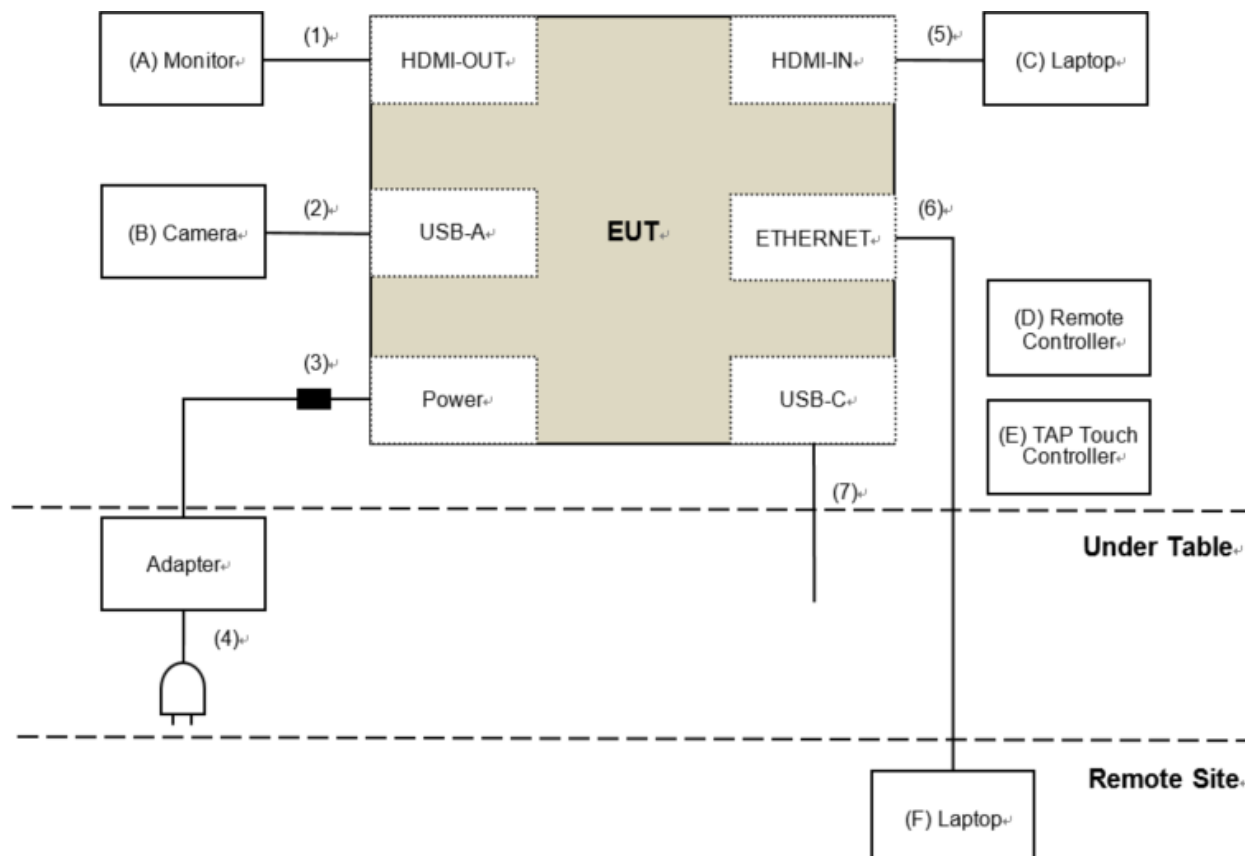 (1)
(5)
(A) Monitor
HDMI-OUT
HDMI-IN
(C) Laptop
(2)
(6)
(B) Camera
USB-A
EUT
ETHERNET
(D) Remote
Controller
(3)
Power
USB-C
(E) TAP Touch
Controller
(7)
Under Table
Adapter
(4)
Remote Site
(F) Laptop